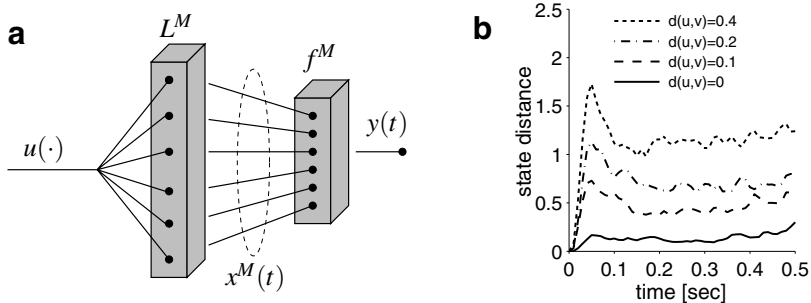 a
L^M
f^M
u(·)
y(t)
x^M(t)
b
2.5
2
1.5
1
0.5
0
state distance
0
0.1
0.2
0.3
0.4
0.5
time [sec]
d(u,v)=0.4
d(u,v)=0.2
d(u,v)=0.1
d(u,v)=0